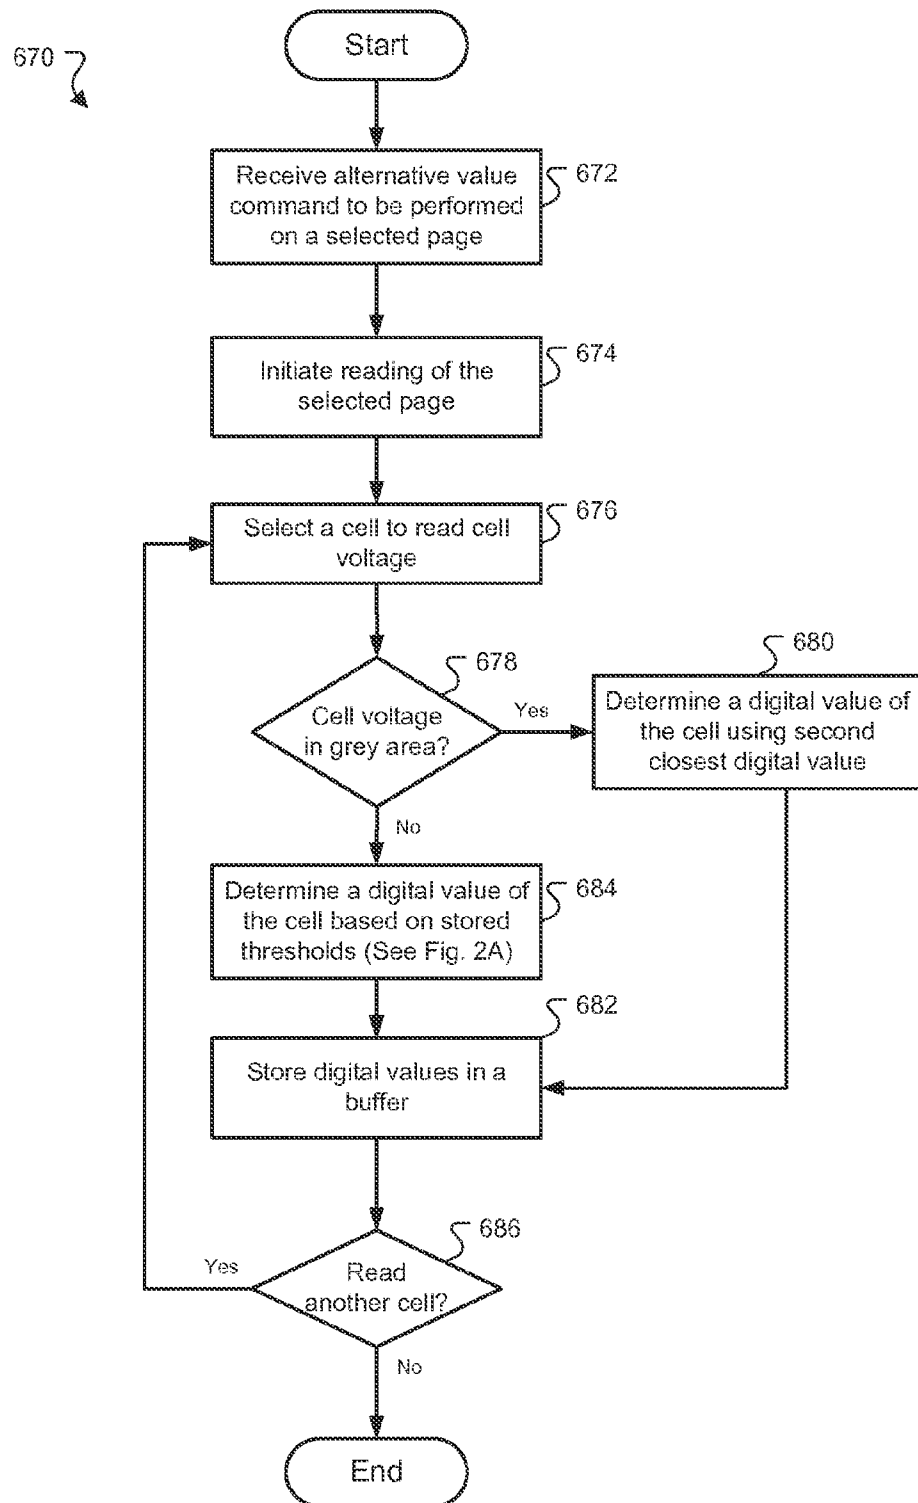 Start
670
Receive alternative value
command to be performed
on a selected page
672
Initiate reading of the
selected page
674
Select a cell to read cell
voltage
676
678
Cell voltage
in grey area?
Yes
680
Determine a digital value of
the cell using second
closest digital value
No
Determine a digital value of
the cell based on stored
thresholds (See Fig. 2A)
684
682
Store digital values in a
buffer
686
Yes
Read
another cell?
No
End